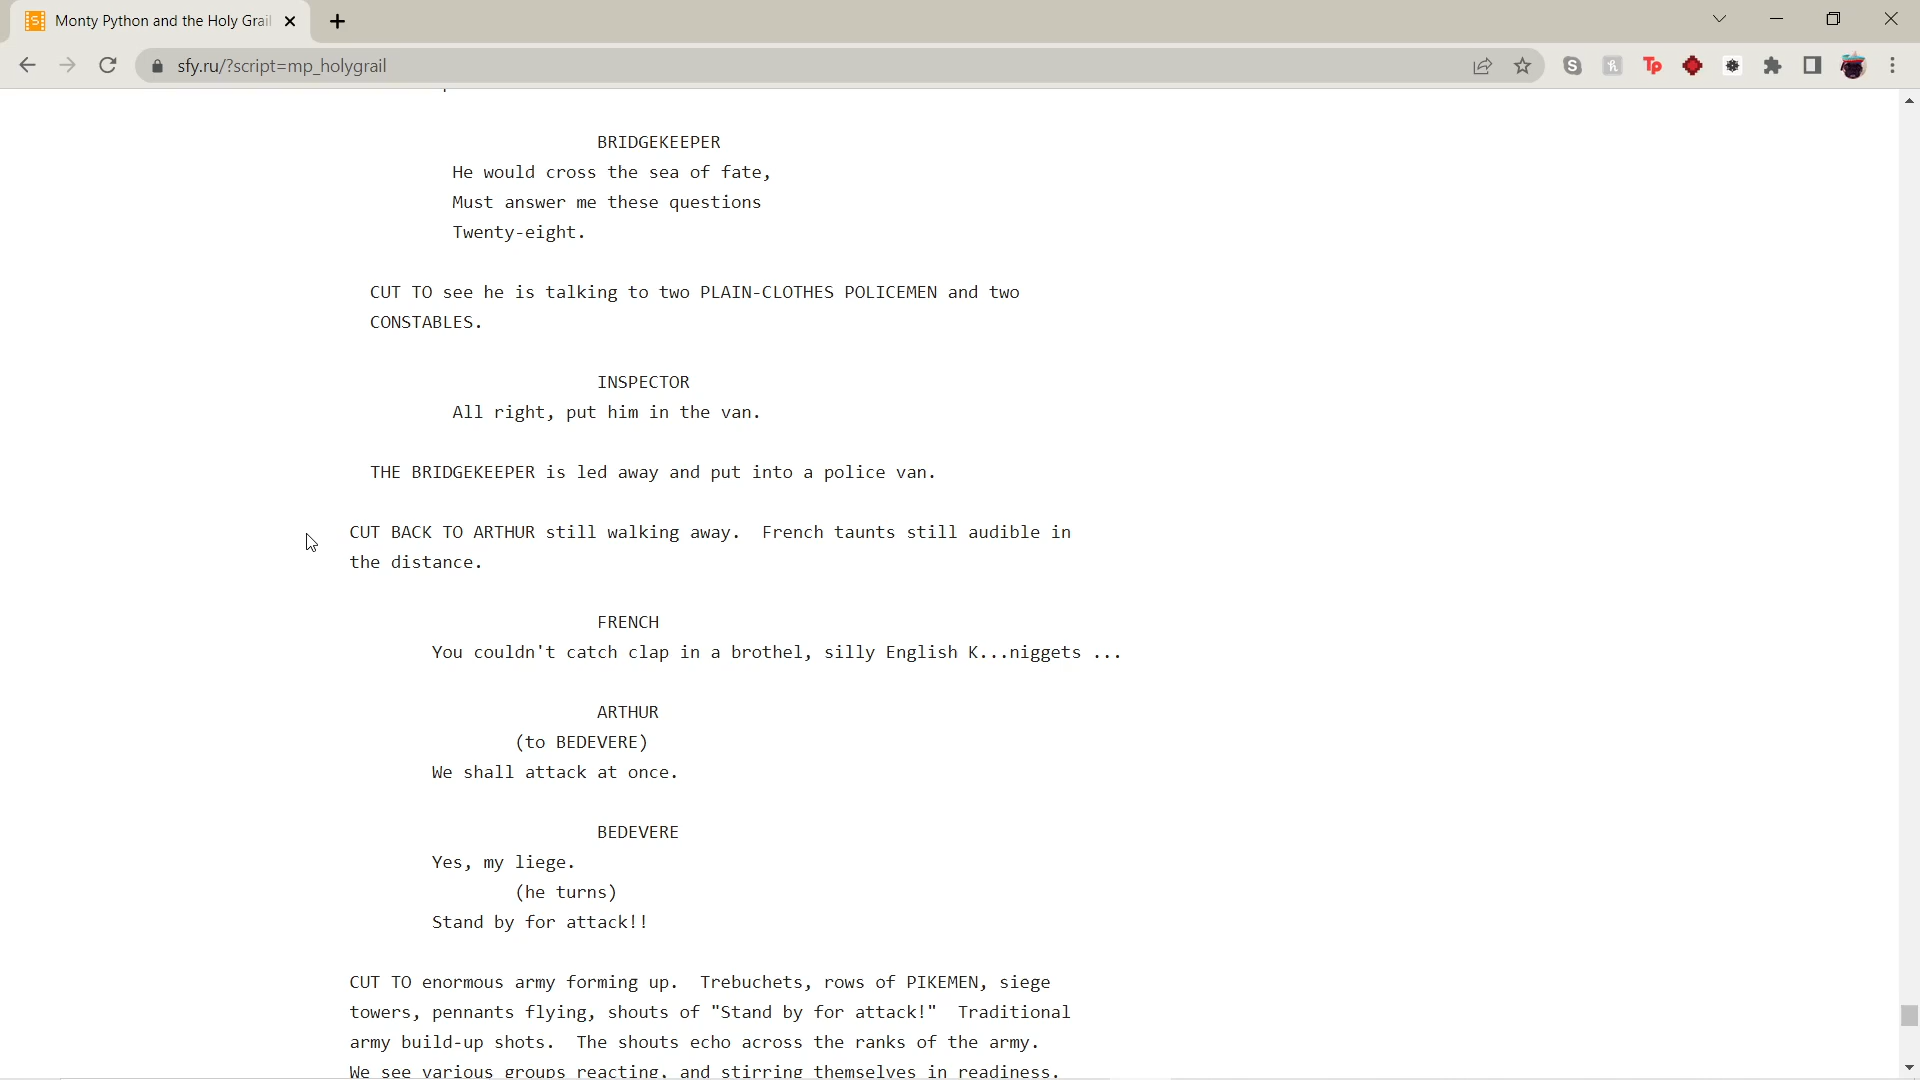 Monty Python and the Holy Grail
sfy.ru/?script=mp_holygrail
BRIDGEKEEPER
He would cross the sea of fate,
Must answer me these questions
Twenty-eight.
CUT TO see he is talking to two PLAIN-CLOTHES POLICEMEN and two
CONSTABLES.
INSPECTOR
All right, put him in the van.
THE BRIDGEKEEPER is led away and put into a police van.
CUT BACK TO ARTHUR still walking away.  French taunts still audible in
the distance.
FRENCH
You couldn't catch clap in a brothel, silly English K...niggets ...
ARTHUR
(to BEDEVERE)
We shall attack at once.
BEDEVERE
Yes, my liege.
(he turns)
Stand by for attack!!
CUT TO enormous army forming up.  Trebuchets, rows of PIKEMEN, siege
towers, pennants flying, shouts of "Stand by for attack!"  Traditional
army build-up shots.  The shouts echo across the ranks of the army.
We see various groups reacting, and stirring themselves in readiness.